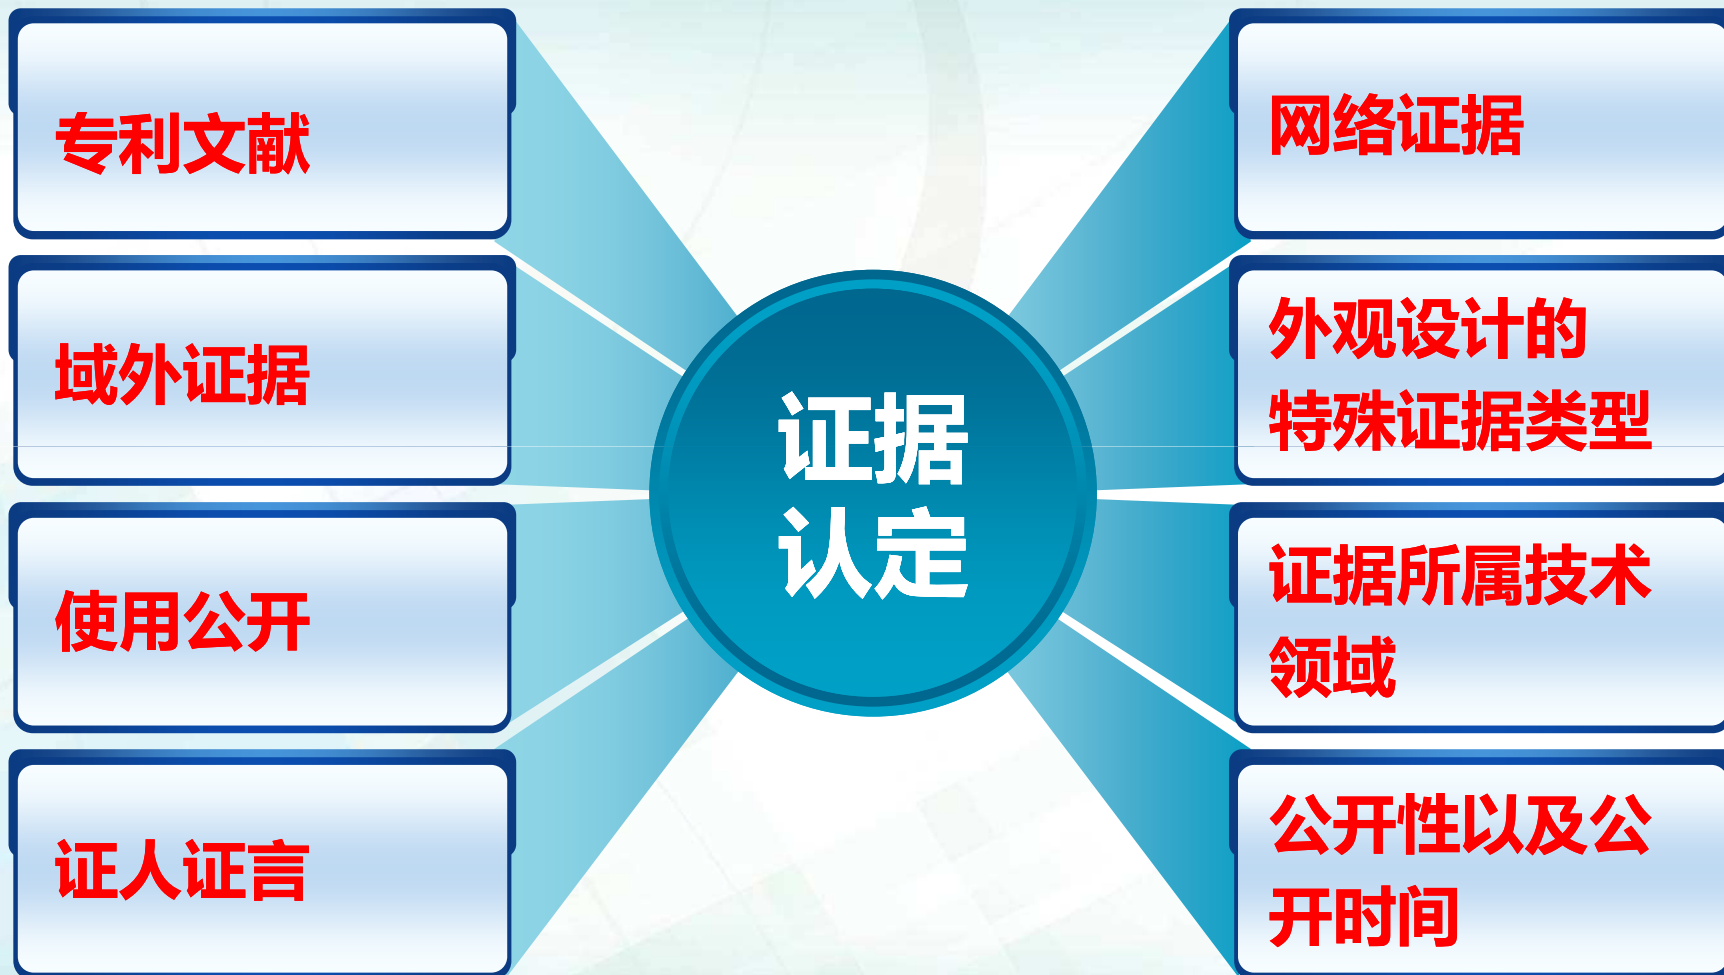 专利文献
域外证据
使用公开
证人证言
证据
认定
网络证据
外观设计的
特殊证据类型
证据所属技术
领域
公开性以及公
开时间